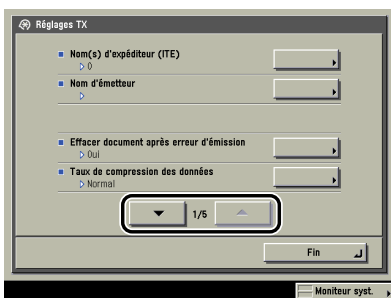 Réglages TX
Nom(s) d'expéditeur (ITE)
0
Nom d'émetteur
Effacer document après erreur d'émission
Oui
Taux de compression des données
Normal
1/5
Fin
Moniteur syst.